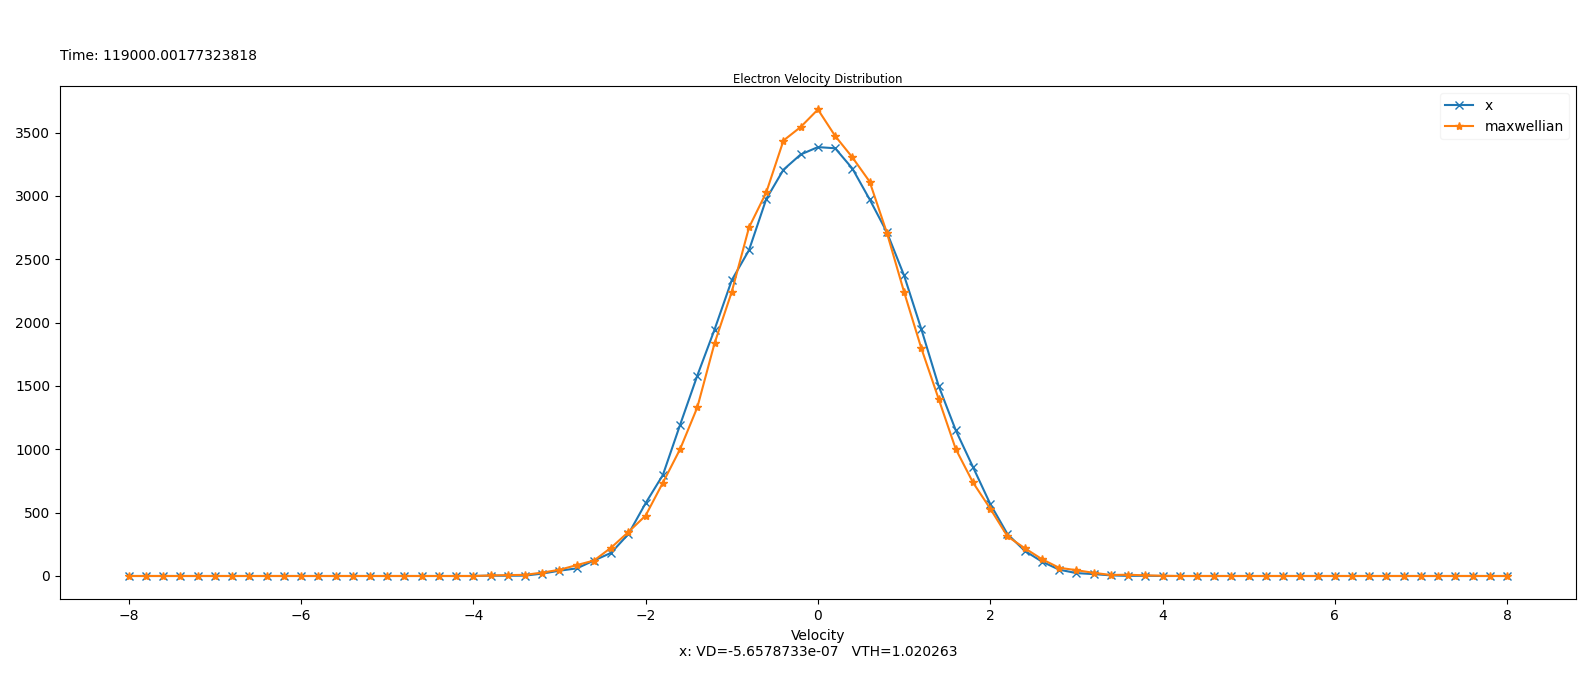 Time: 119000.00177323818
Electron Velocity Distribution
x
maxwellian
3500
3000
2500
2000
1500
1000
500
0
−8 −6 −4 −2 0 2 4 6 8
Velocity
x: VD=-5.6578733e-07 VTH=1.020263